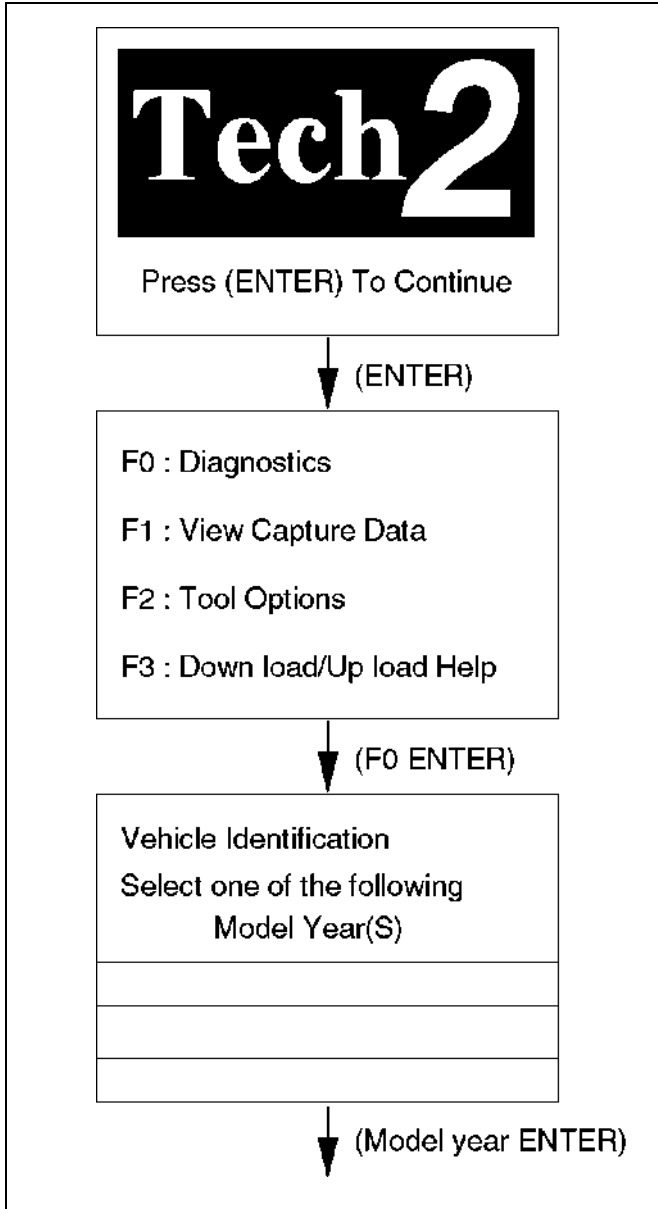 Tech2
Press (ENTER) To Continue
(ENTER)
F0 : Diagnostics
F1 : View Capture Data
F2 : Tool Options
F3 : Down load/Up load Help
(F0 ENTER)
Vehicle Identification
Select one of the following
Model Year(S)
(Model year ENTER)